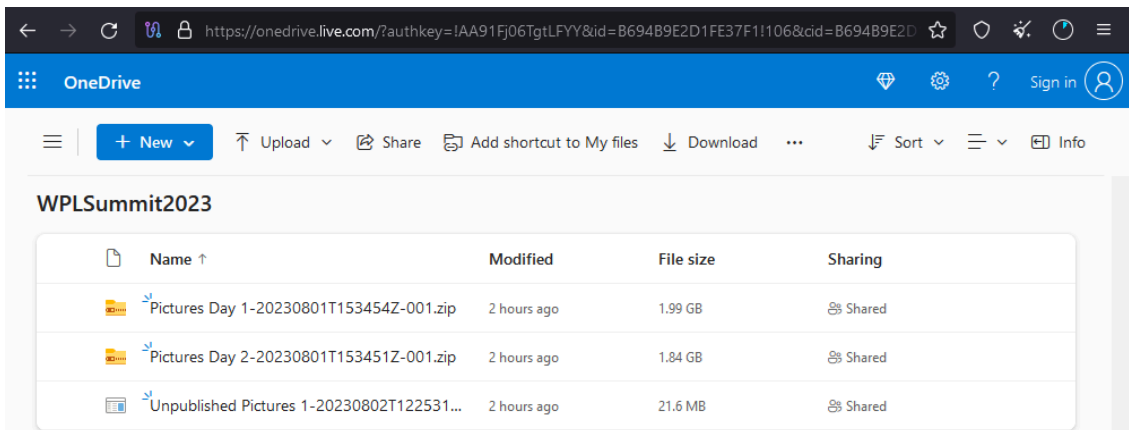 https://onedrive.live.com/?authkey=!AA91Fj06TgtLFYY&id=B694B9E2D1FE37F1!106&cid=B694B9E2D
OneDrive ? Sign in
+ New Upload Share Add shortcut to My files Download ... Sort Info
WPLSummit2023
Name ↑ Modified File size Sharing
Pictures Day 1-20230801T153454Z-001.zip 2 hours ago 1.99 GB Shared
Pictures Day 2-20230801T153451Z-001.zip 2 hours ago 1.84 GB Shared
Unpublished Pictures 1-20230802T122531... 2 hours ago 21.6 MB Shared